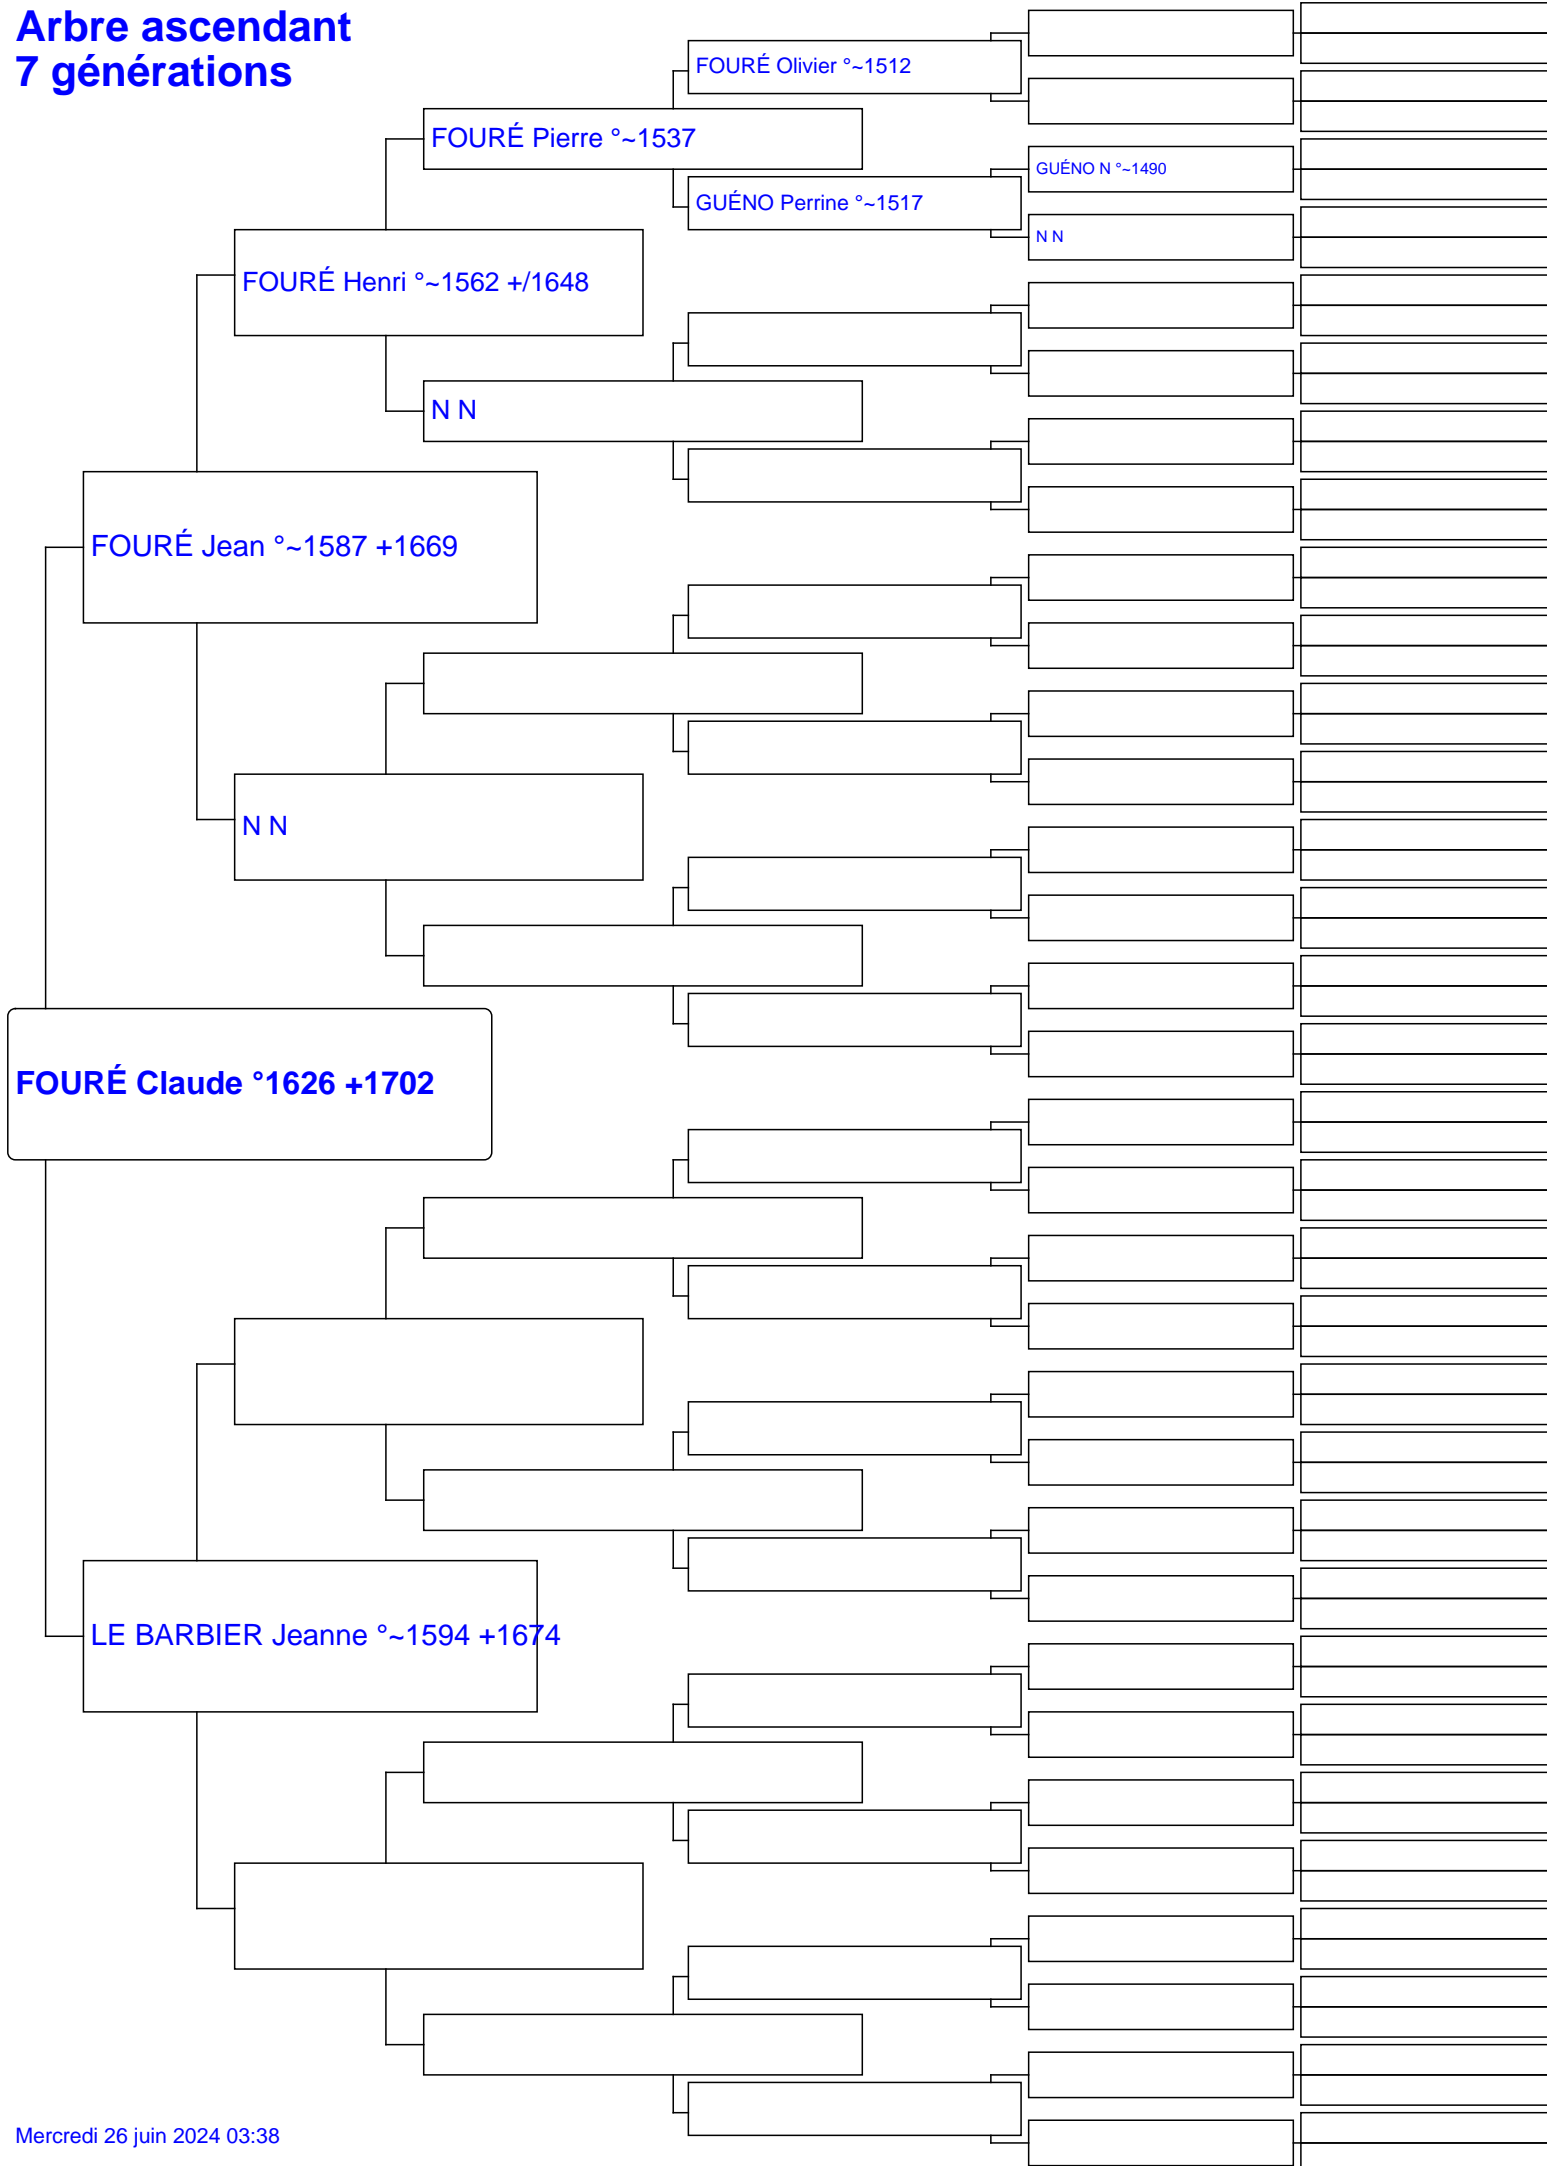 Arbre ascendant
7 générations
FOURÉ Olivier °~1512
FOURÉ Pierre °~1537
GUÉNO N °~1490
GUÉNO Perrine °~1517
N N
FOURÉ Henri °~1562 +/1648
N N
FOURÉ Jean °~1587 +1669
N N
FOURÉ Claude °1626 +1702
LE BARBIER Jeanne °~1594 +1674
Mercredi 26 juin 2024 03:38